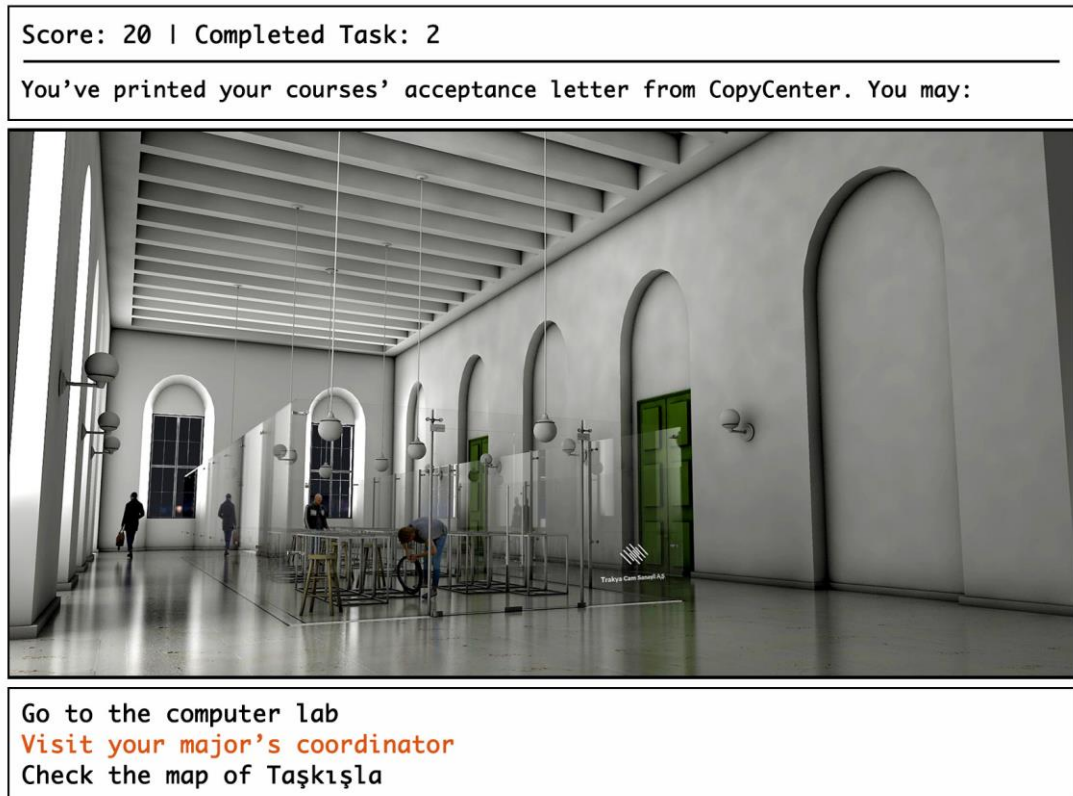 Score: 20 | Completed Task: 2
You’ve printed your courses’ acceptance letter from CopyCenter. You may:
Trakya Cam Sanayii A.Ş
Go to the computer lab
Visit your major’s coordinator
Check the map of Taşkışla